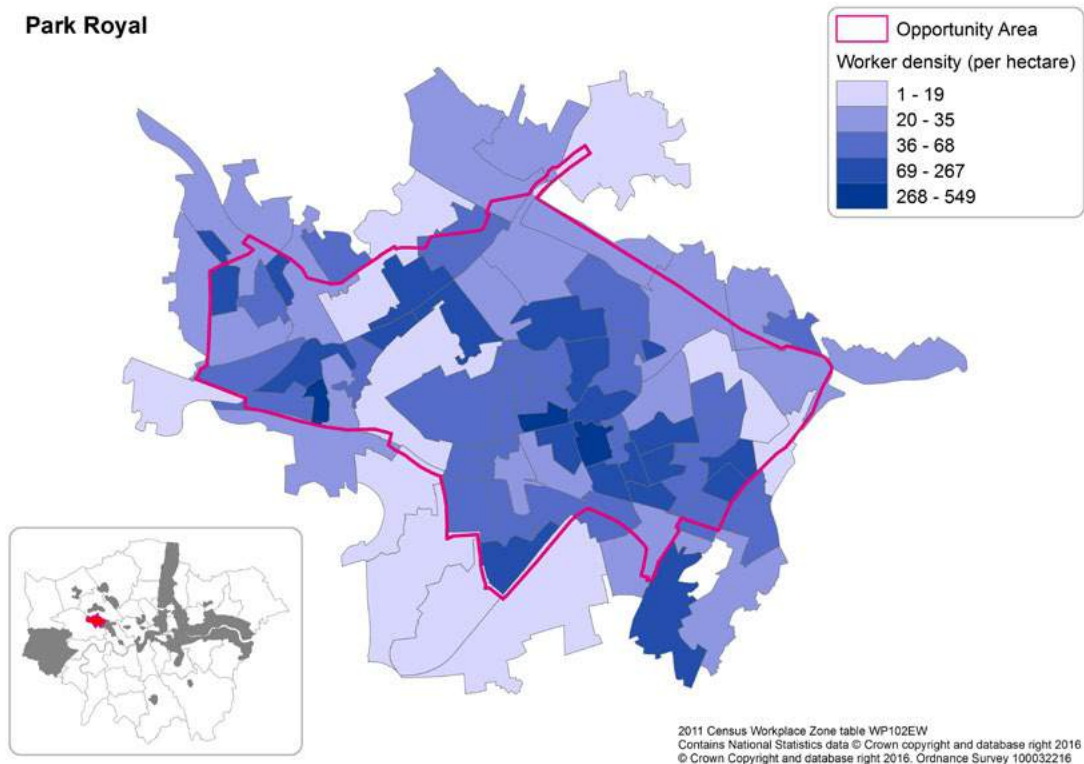 Park Royal
Opportunity Area
Worker density (per hectare)
1 - 19
20 - 35
36 - 68
69 - 267
268 - 549
2011 Census Workplace Zone table WP102EW
Contains National Statistics data © Crown copyright and database right 2016
© Crown Copyright and database right 2016. Ordnance Survey 100032216